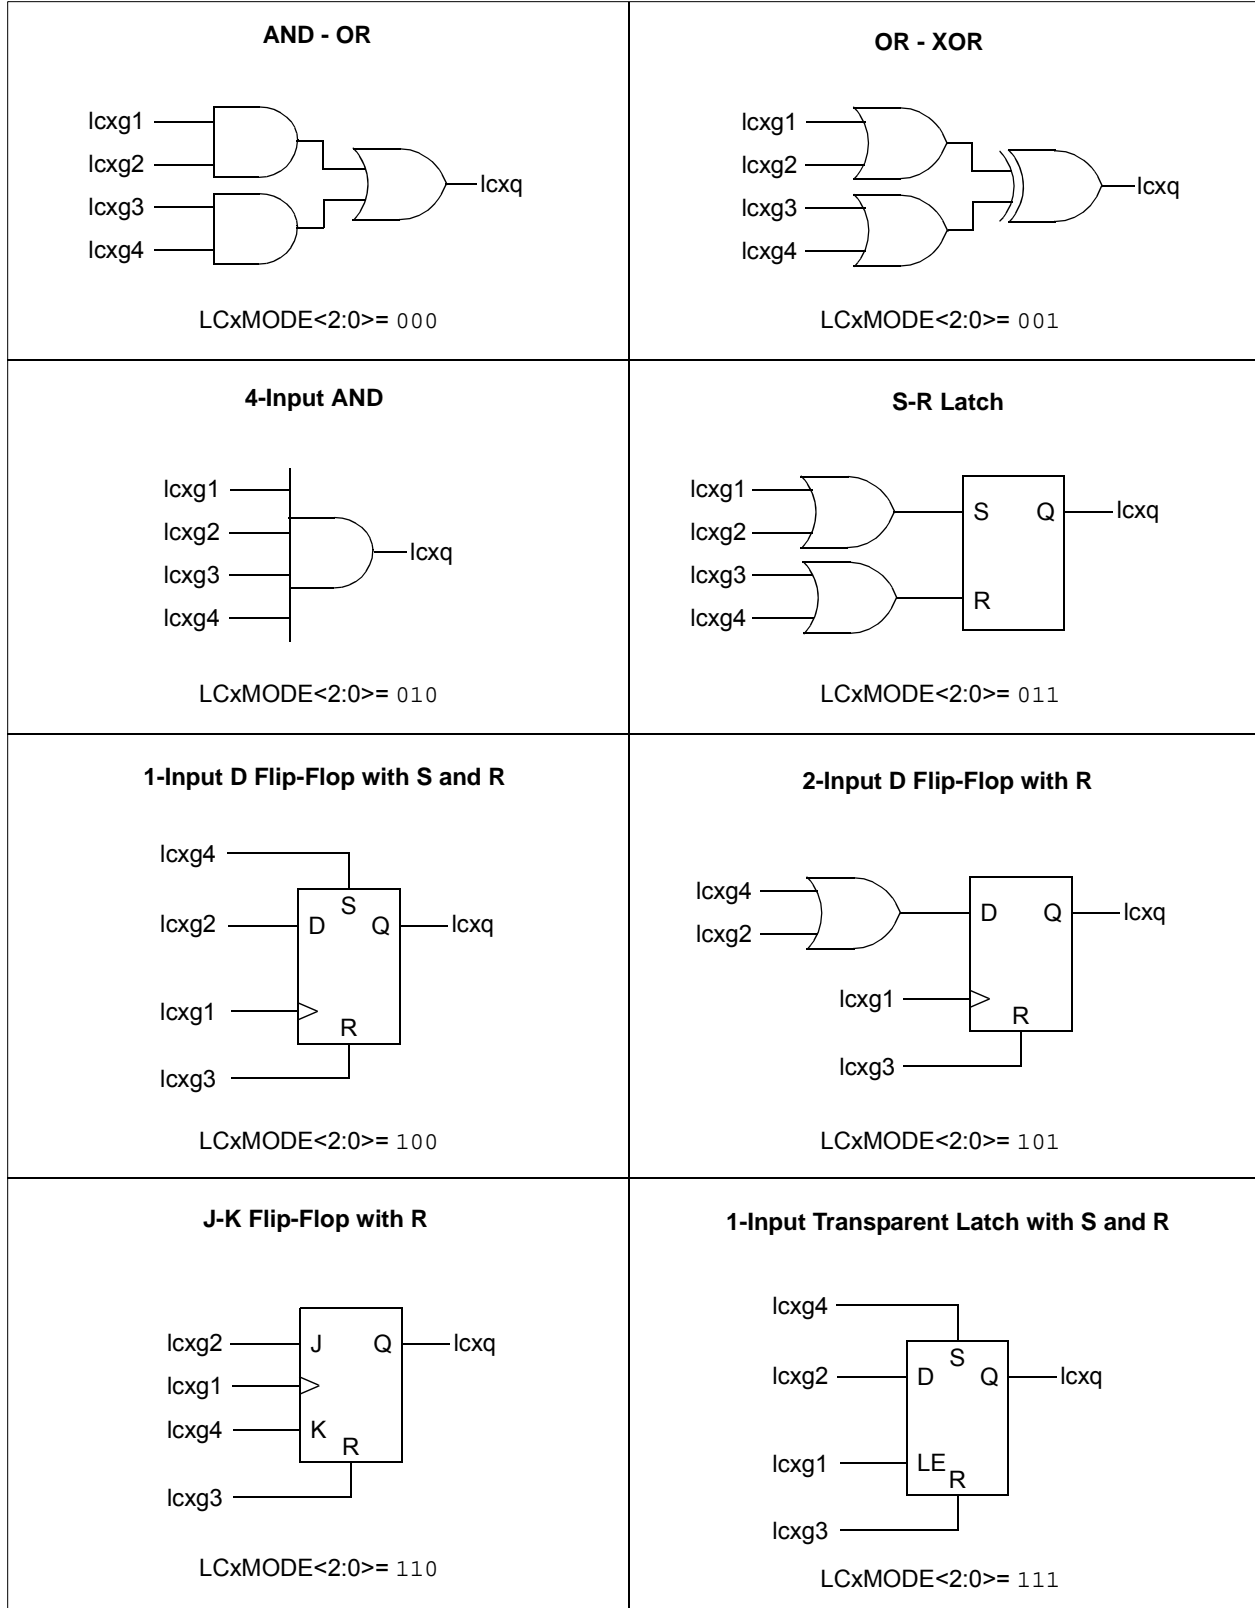 AND - OR
lcxg1
lcxg2
lcxg3
lcxg4
lcxq
LCxMODE<2:0>= 000
OR - XOR
lcxg1
lcxg2
lcxg3
lcxg4
lcxq
LCxMODE<2:0>= 001
4-Input AND
lcxg1
lcxg2
lcxg3
lcxg4
lcxq
LCxMODE<2:0>= 010
S-R Latch
lcxg1
lcxg2
lcxg3
lcxg4
S
Q
lcxq
R
LCxMODE<2:0>= 011
1-Input D Flip-Flop with S and R
lcxg4
S
lcxg2
D
Q
lcxq
lcxg1
R
lcxg3
LCxMODE<2:0>= 100
2-Input D Flip-Flop with R
lcxg4
lcxg2
D
Q
lcxq
lcxg1
R
lcxg3
LCxMODE<2:0>= 101
J-K Flip-Flop with R
lcxg2
J
Q
lcxq
lcxg1
lcxg4
K
R
lcxg3
LCxMODE<2:0>= 110
1-Input Transparent Latch with S and R
lcxg4
S
lcxg2
D
Q
lcxq
lcxg1
LE
R
lcxg3
LCxMODE<2:0>= 111